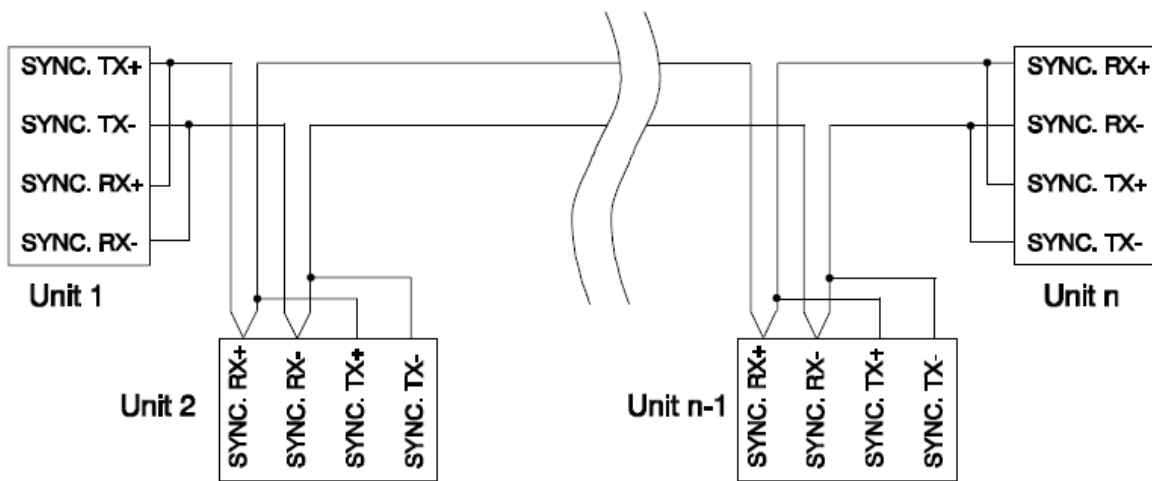 SYNC. TX+
SYNC. TX-
SYNC. RX+
SYNC. RX-
Unit 1
SYNC. RX+
SYNC. RX-
SYNC. TX+
SYNC. TX-
Unit n
Unit 2
SYNC. RX+
SYNC. RX-
SYNC. TX+
SYNC. TX-
Unit n-1
SYNC. RX+
SYNC. RX-
SYNC. TX+
SYNC. TX-